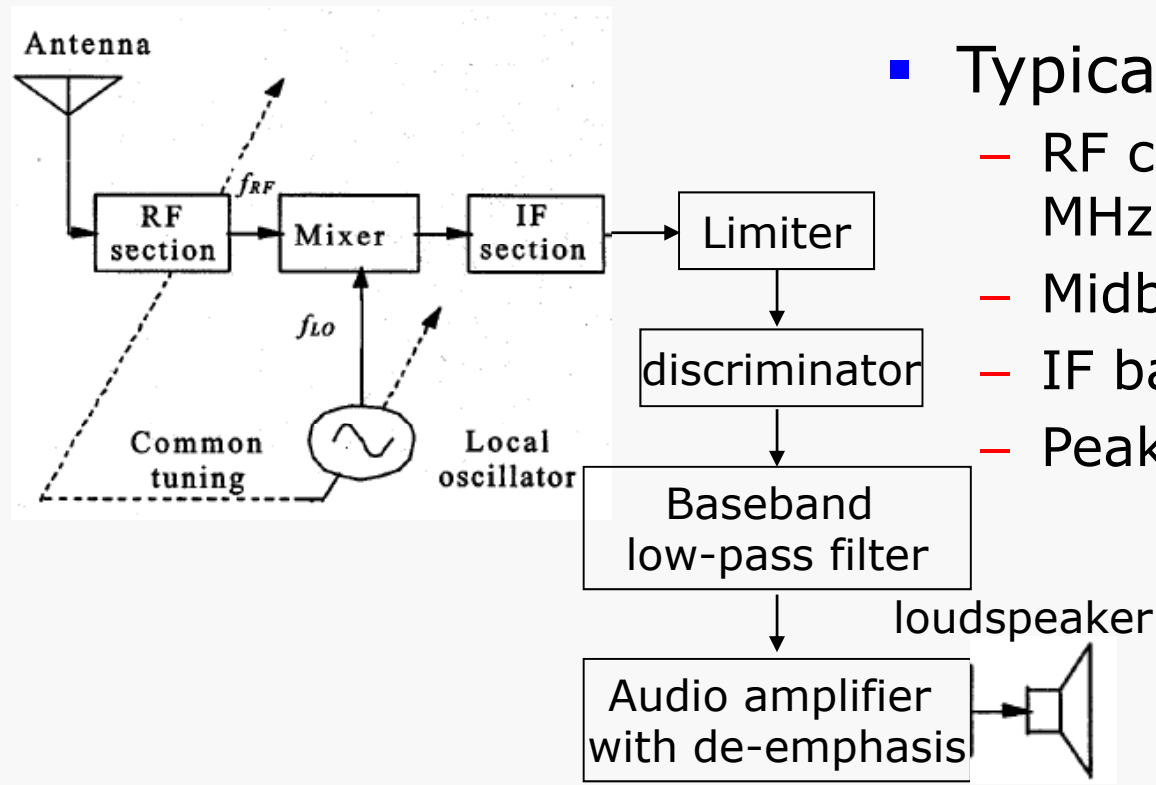 Antenna
f_RF
RF
section
Mixer
IF
section
Limiter
f_LO
discriminator
Common
tuning
Local
oscillator
Baseband
low-pass filter
loudspeaker
Audio amplifier
with de-emphasis
▪ Typica
– RF c
MHz
– Midb
– IF ba
– Peak